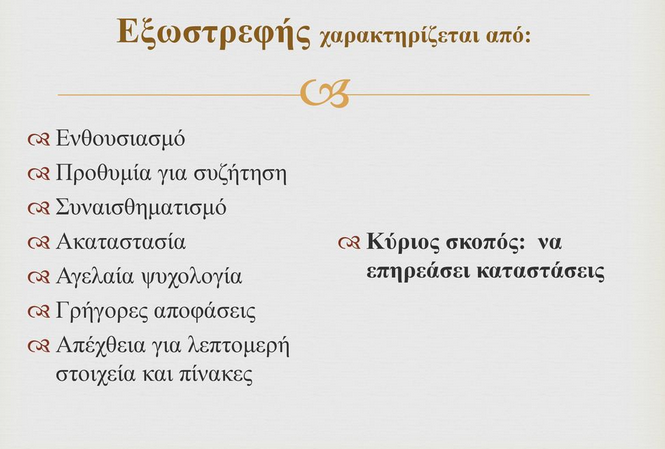 Εξωστρεφής χαρακτηρίζεται από:
Ενθουσιασμό
Προθυμία για συζήτηση
Συναισθηματισμό
Ακαταστασία
Αγελαία ψυχολογία
Γρήγορες αποφάσεις
Απέχθεια για λεπτομερή
στοιχεία και πίνακες
Κύριος σκοπός: να
επηρεάσει καταστάσεις